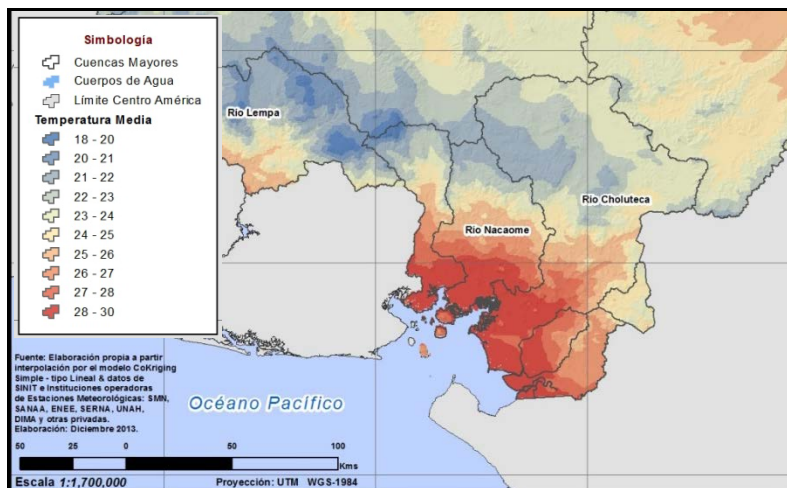 Simbología
Cuencas Mayores
Cuerpos de Agua
Límite Centro América
Temperatura Media
18 - 20
20 - 21
21 - 22
22 - 23
23 - 24
24 - 25
25 - 26
26 - 27
27 - 28
28 - 30
Rio Lempa
Rio Choluteca
Rio Nacaome
Fuente: Elaboración propia a partir
interpolación por el modelo CoKriging
Simple - tipo Lineal & datos de
SINIT e Instituciones operadoras
de Estaciones Meteorológicas: SMN,
SANAA, ENEE, SERNA, UNAH,
DIMA y otras privadas.
Elaboración: Diciembre 2013.
Océano Pacífico
50 25 0 50 100
Kms
Escala 1:1,700,000 Proyección: UTM WGS-1984